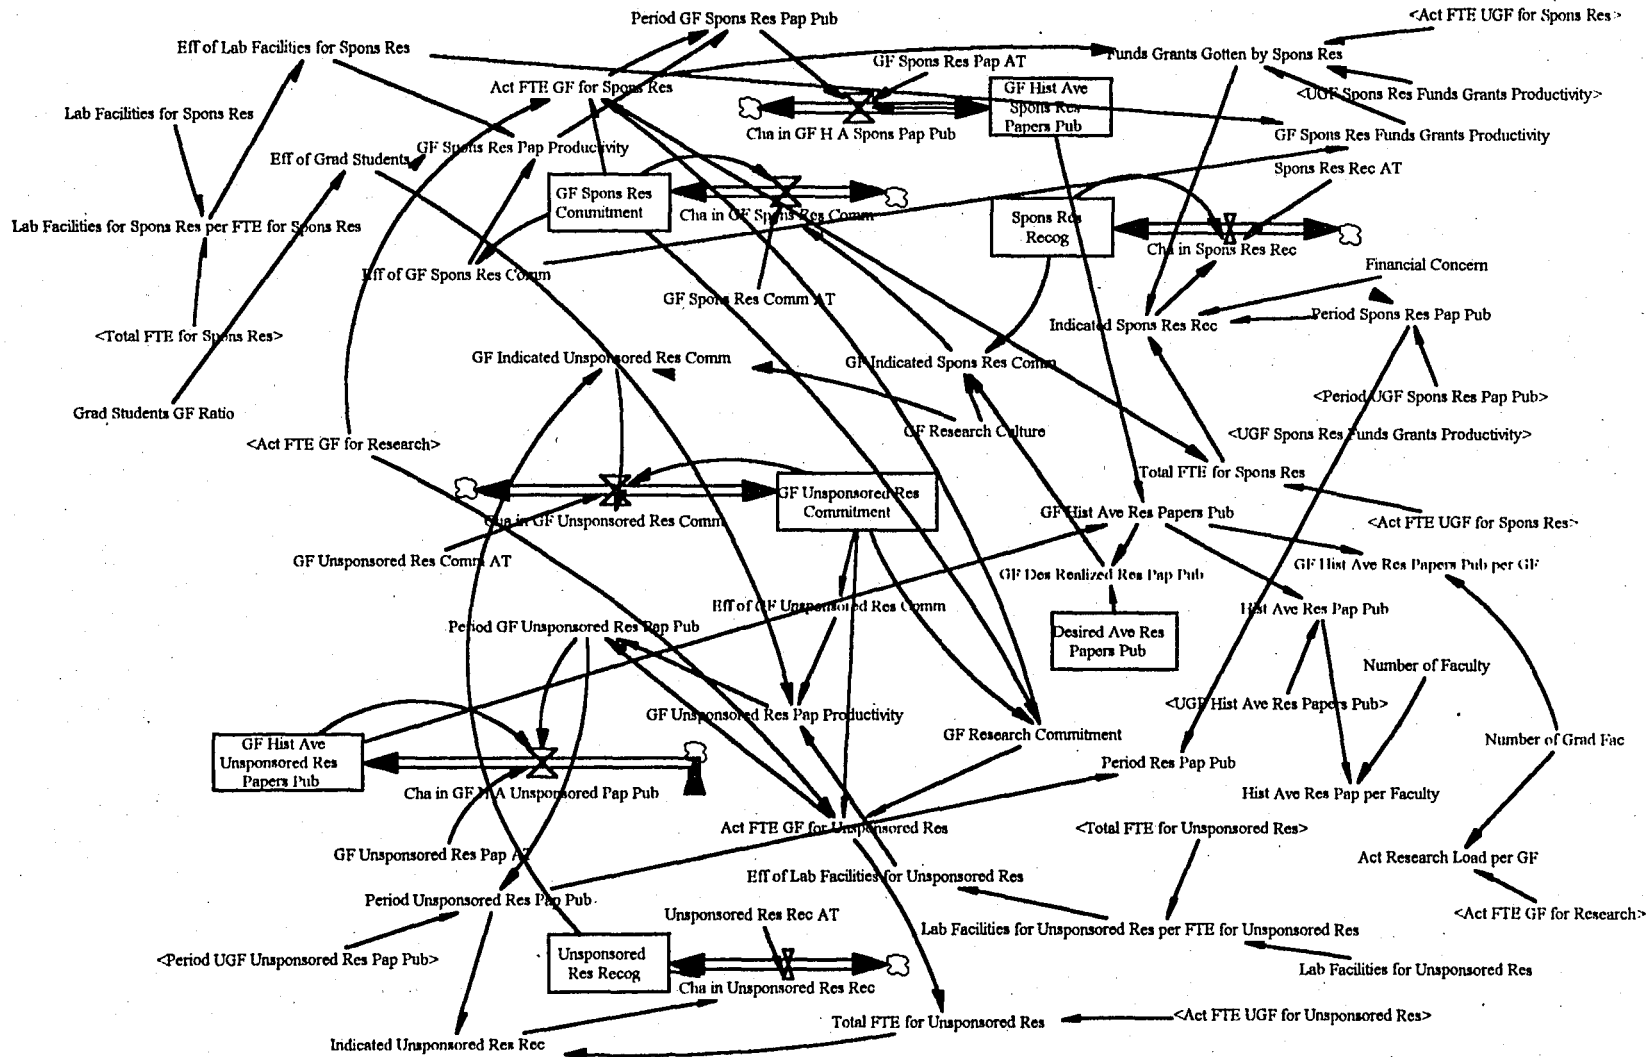 Period GF Spons Res Pap Pub
<Act FTE UGF for Spons Res>
Eff of Lab Facilities for Spons Res
Funds Grants Gotten by Spons Res
GF Spons Res Pap AT
Act FTE GF for Spons Res
GF Hist Ave
Spons Res
Papers Pub
<UGF Spons Res Funds Grants Productivity>
Lab Facilities for Spons Res
Cha in GF H A Spons Pap Pub
GF Spons Res Funds Grants Productivity
Eff of Grad Students
GF Spons Res Pap Productivity
Spons Res Rec AT
GF Spons Res
Commitment
Cha in GF Spons Res Comm
Spons Res
Recog
Lab Facilities for Spons Res per FTE for Spons Res
Cha in Spons Res Rec
Eff of GF Spons Res Comm
Financial Concern
GF Spons Res Comm AT
Period Spons Res Pap Pub
Indicated Spons Res Rec
<Total FTE for Spons Res>
GF Indicated Unsponsored Res Comm
GF Indicated Spons Res Comm
<Period UGF Spons Res Pap Pub>
Grad Students GF Ratio
GF Research Culture
<UGF Spons Res Funds Grants Productivity>
<Act FTE GF for Research>
Total FTE for Spons Res
GF Unsponsored Res
Commitment
GF Hist Ave Res Papers Pub
Cha in GF Unsponsored Res Comm
<Act FTE UGF for Spons Res>
GF Unsponsored Res Comm AT
GF Hist Ave Res Papers Pub per GF
GF Des Realized Res Pap Pub
Eff of GF Unsponsored Res Comm
Hist Ave Res Pap Pub
Period GF Unsponsored Res Pap Pub
Desired Ave Res
Papers Pub
Number of Faculty
<UGF Hist Ave Res Papers Pub>
GF Unsponsored Res Pap Productivity
GF Research Commitment
Number of Grad Fac
GF Hist Ave
Unsponsored Res
Papers Pub
Period Res Pap Pub
Cha in GF H A Unsponsored Pap Pub
Hist Ave Res Pap per Faculty
Act FTE GF for Unsponsored Res
<Total FTE for Unsponsored Res>
GF Unsponsored Res Pap AT
Act Research Load per GF
Eff of Lab Facilities for Unsponsored Res
Period Unsponsored Res Pap Pub
Unsponsored Res Rec AT
<Act FTE GF for Research>
Lab Facilities for Unsponsored Res per FTE for Unsponsored Res
<Period UGF Unsponsored Res Pap Pub>
Unsponsored
Res Recog
Lab Facilities for Unsponsored Res
Cha in Unsponsored Res Rec
Total FTE for Unsponsored Res
<Act FTE UGF for Unsponsored Res>
Indicated Unsponsored Res Rec